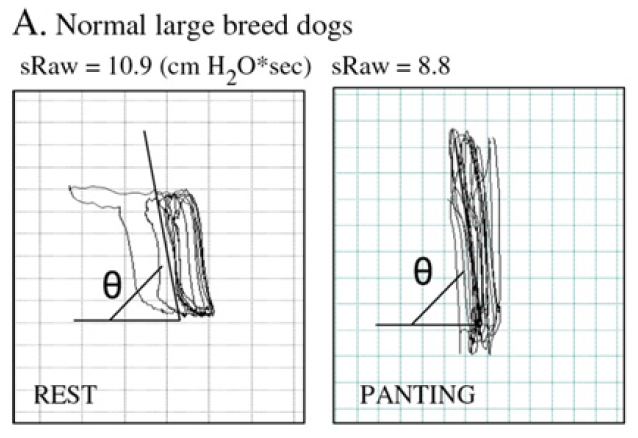 A. Normal large breed dogs
sRaw = 10.9 (cm H₂O*sec) sRaw = 8.8
θ
θ
REST
PANTING